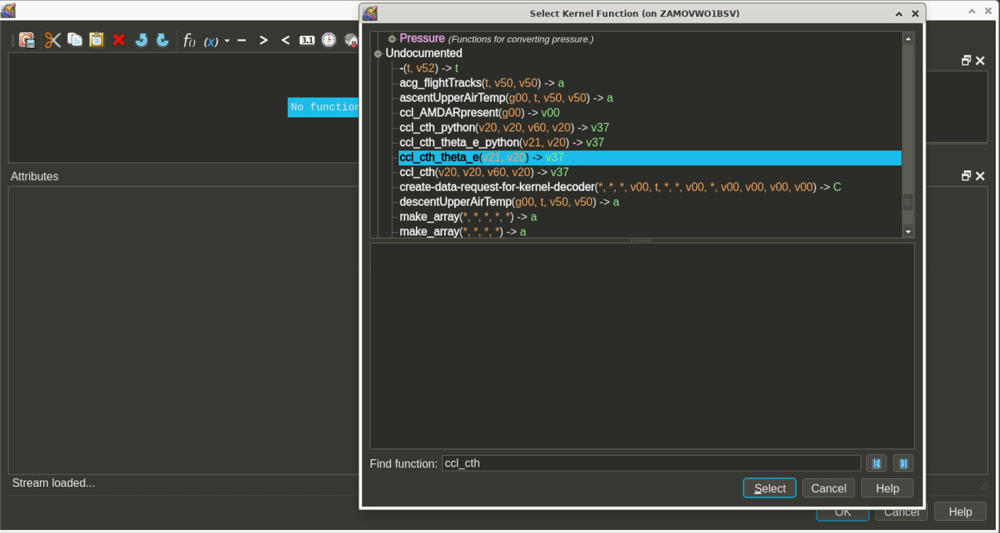 Select Kernel Function (on ZAMOVWO1BSV)
f() (x) - > < 3.1
No function
Attributes
Stream loaded...
Pressure (Functions for converting pressure.)
Undocumented
-(t, v52) -> t
acg_flightTracks(t, v50, v50) -> a
ascentUpperAirTemp(g00, t, v50, v50) -> a
ccl_AMDARpresent(g00) -> v00
ccl_cth_python(v20, v20, v60, v20) -> v37
ccl_cth_theta_e_python(v21, v20) -> v37
ccl_cth_theta_e(v21, v20) -> v37
ccl_cth(v20, v20, v60, v20) -> v37
create-data-request-for-kernel-decoder(*, *, *, v00, t, *, *, v00, *, v00, v00, v00, v00) -> C
descentUpperAirTemp(g00, t, v50, v50) -> a
make_array(*, *, *, *, *) -> a
make_array(*, *, *, *) -> a
Find function: ccl_cth
Select Cancel Help
OK Cancel Help